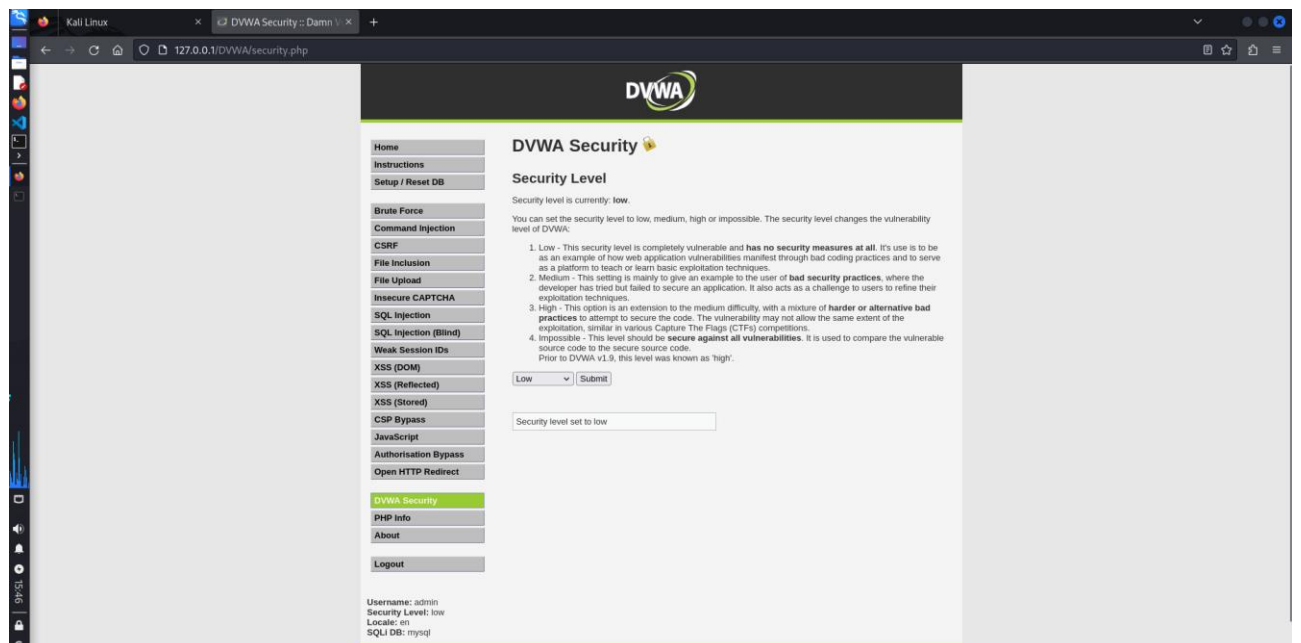 Kali Linux
DVWA Security :: Damn V
127.0.0.1/DVWA/security.php
DVWA
Home
Instructions
Setup / Reset DB
Brute Force
Command Injection
CSRF
File Inclusion
File Upload
Insecure CAPTCHA
SQL Injection
SQL Injection (Blind)
Weak Session IDs
XSS (DOM)
XSS (Reflected)
XSS (Stored)
CSP Bypass
JavaScript
Authorisation Bypass
Open HTTP Redirect
DVWA Security
PHP Info
About
Logout
Username: admin
Security Level: low
Locale: en
SQLi DB: mysql
DVWA Security
Security Level
Security level is currently: low.
You can set the security level to low, medium, high or impossible. The security level changes the vulnerability
level of DVWA:
1. Low - This security level is completely vulnerable and has no security measures at all. It's use is to be
as an example of how web application vulnerabilities manifest through bad coding practices and to serve
as a platform to teach or learn basic exploitation techniques.
2. Medium - This setting is mainly to give an example to the user of bad security practices, where the
developer has tried but failed to secure an application. It also acts as a challenge to users to refine their
exploitation techniques.
3. High - This option is an extension to the medium difficulty, with a mixture of harder or alternative bad
practices to attempt to secure the code. The vulnerability may not allow the same extent of the
exploitation, similar in various Capture The Flags (CTFs) competitions.
4. Impossible - This level should be secure against all vulnerabilities. It is used to compare the vulnerable
source code to the secure source code.
Prior to DVWA v1.9, this level was known as 'high'.
Low
Submit
Security level set to low
15:46